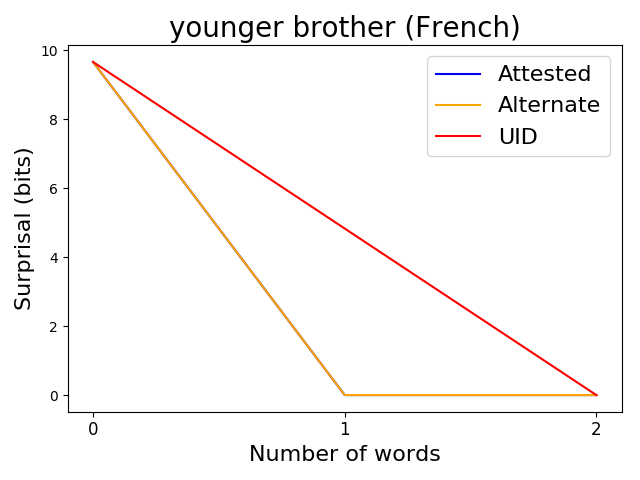 younger brother (French)
Surprisal (bits)
10
8
6
4
2
0
Attested
Alternate
UID
0 1 2
Number of words